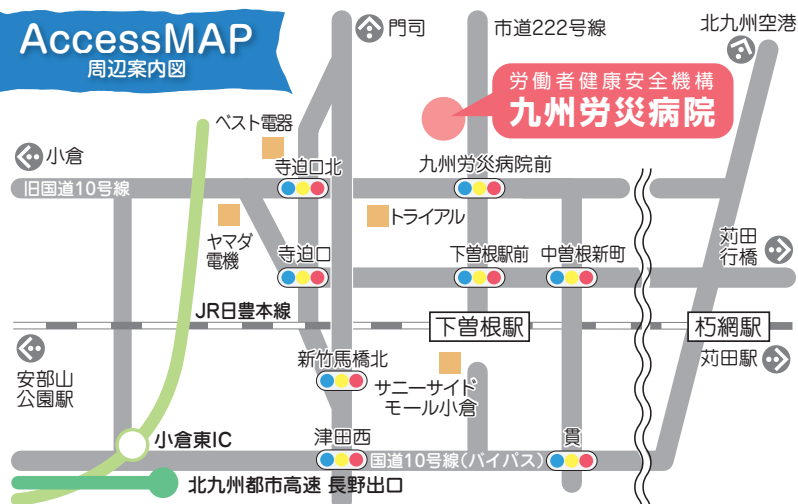 AccessMAP
周辺案内図
門司
市道222号線
北九州空港
労働者健康安全機構
九州労災病院
ベスト電器
小倉
寺迫口北
九州労災病院前
旧国道10号線
トライアル
ヤマダ
電機
寺迫口
下曽根駅前
中曽根新町
苅田
行橋
JR日豊本線
下曽根駅
朽網駅
安部山
公園駅
新竹馬橋北
サニーサイド
モール小倉
苅田駅
小倉東IC
津田西
国道10号線(バイパス)
貫
北九州都市高速 長野出口